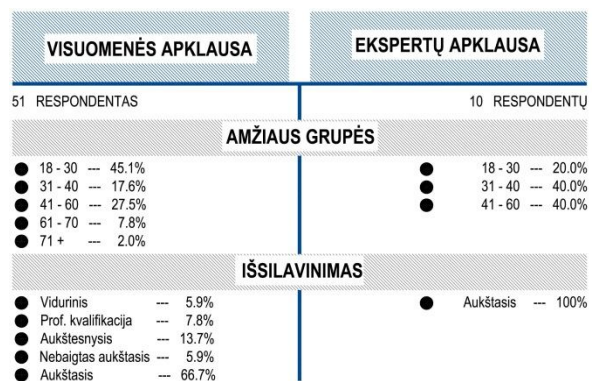 VISUOMENĖS APKLAUSA
EKSPERTŲ APKLAUSA
51 RESPONDENTAS
10 RESPONDENTŲ
AMŽIAUS GRUPĖS
18 - 30 --- 45.1%
31 - 40 --- 17.6%
41 - 60 --- 27.5%
61 - 70 --- 7.8%
71 + --- 2.0%
18 - 30 --- 20.0%
31 - 40 --- 40.0%
41 - 60 --- 40.0%
IŠSILAVINIMAS
Vidurinis --- 5.9%
Prof. kvalifikacija --- 7.8%
Aukštesnysis --- 13.7%
Nebaigtas aukštasis --- 5.9%
Aukštasis --- 66.7%
Aukštasis --- 100%